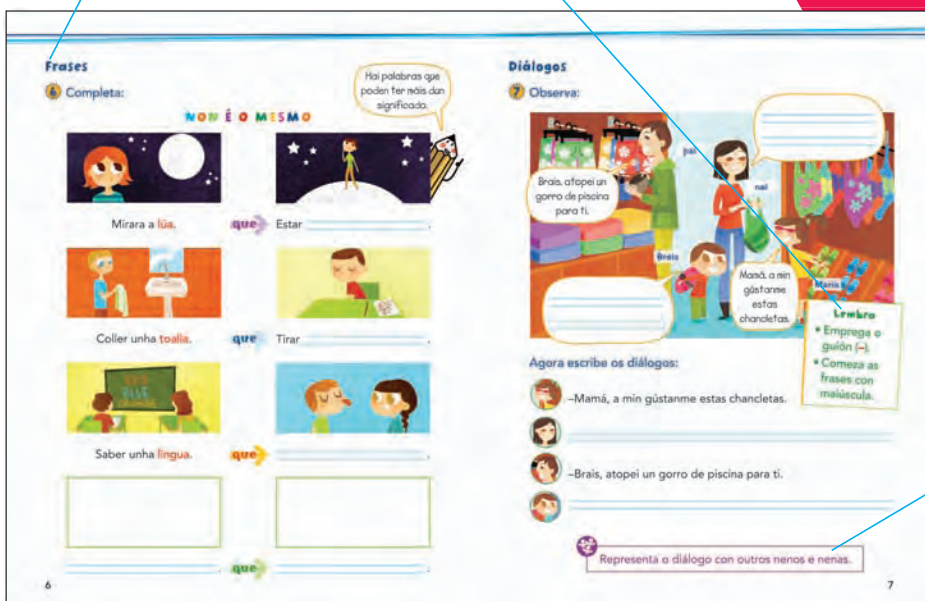 Frases
6 Completa:
Hai palabras que
poden ter máis dun
significado.
NON É O MESMO
Mirara a lúa. que Estar .
Coller unha toalla. que Tirar .
Saber unha lingua. que .
. que .
6
Diálogos
7 Observa:
pai
Brais, atopei un
gorro de piscina
para ti.
nai
Brais
Mamá, a min
gústanme
estas
chancletas.
María
Lembra
• Emprega o
guión (–).
• Comeza as
frases con
maiúscula.
Agora escribe os diálogos:
–Mamá, a min gústanme estas chancletas.
–Brais, atopei un gorro de piscina para ti.
Representa o diálogo con outros nenos e nenas.
7